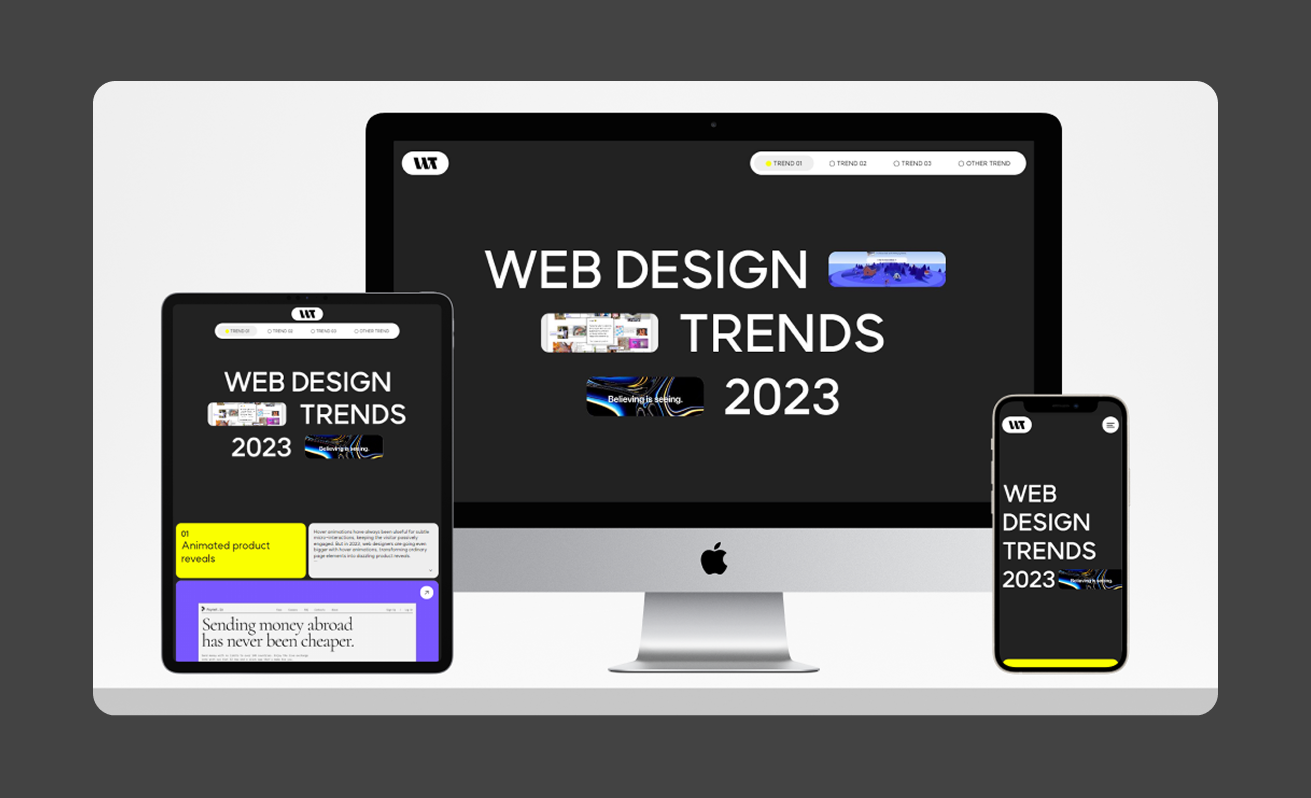 WT
TREND 01
TREND 02
TREND 03
OTHER TREND
WEB DESIGN
TRENDS
Believing is seeing.
2023
WT
TREND 01
TREND 02
TREND 03
OTHER TREND
WEB DESIGN
TRENDS
2023
Believing is seeing.
01
Animated product
reveals
Hover animations have always been useful for subtle
micro-interactions, keeping the visitor passively
engaged. But in 2023, web designers are going even
bigger with hover animations, transforming ordinary
page elements into dazzling product reveals.
Sending money abroad
has never been cheaper.
WT
WEB
DESIGN
TRENDS
2023
Believing is seeing.